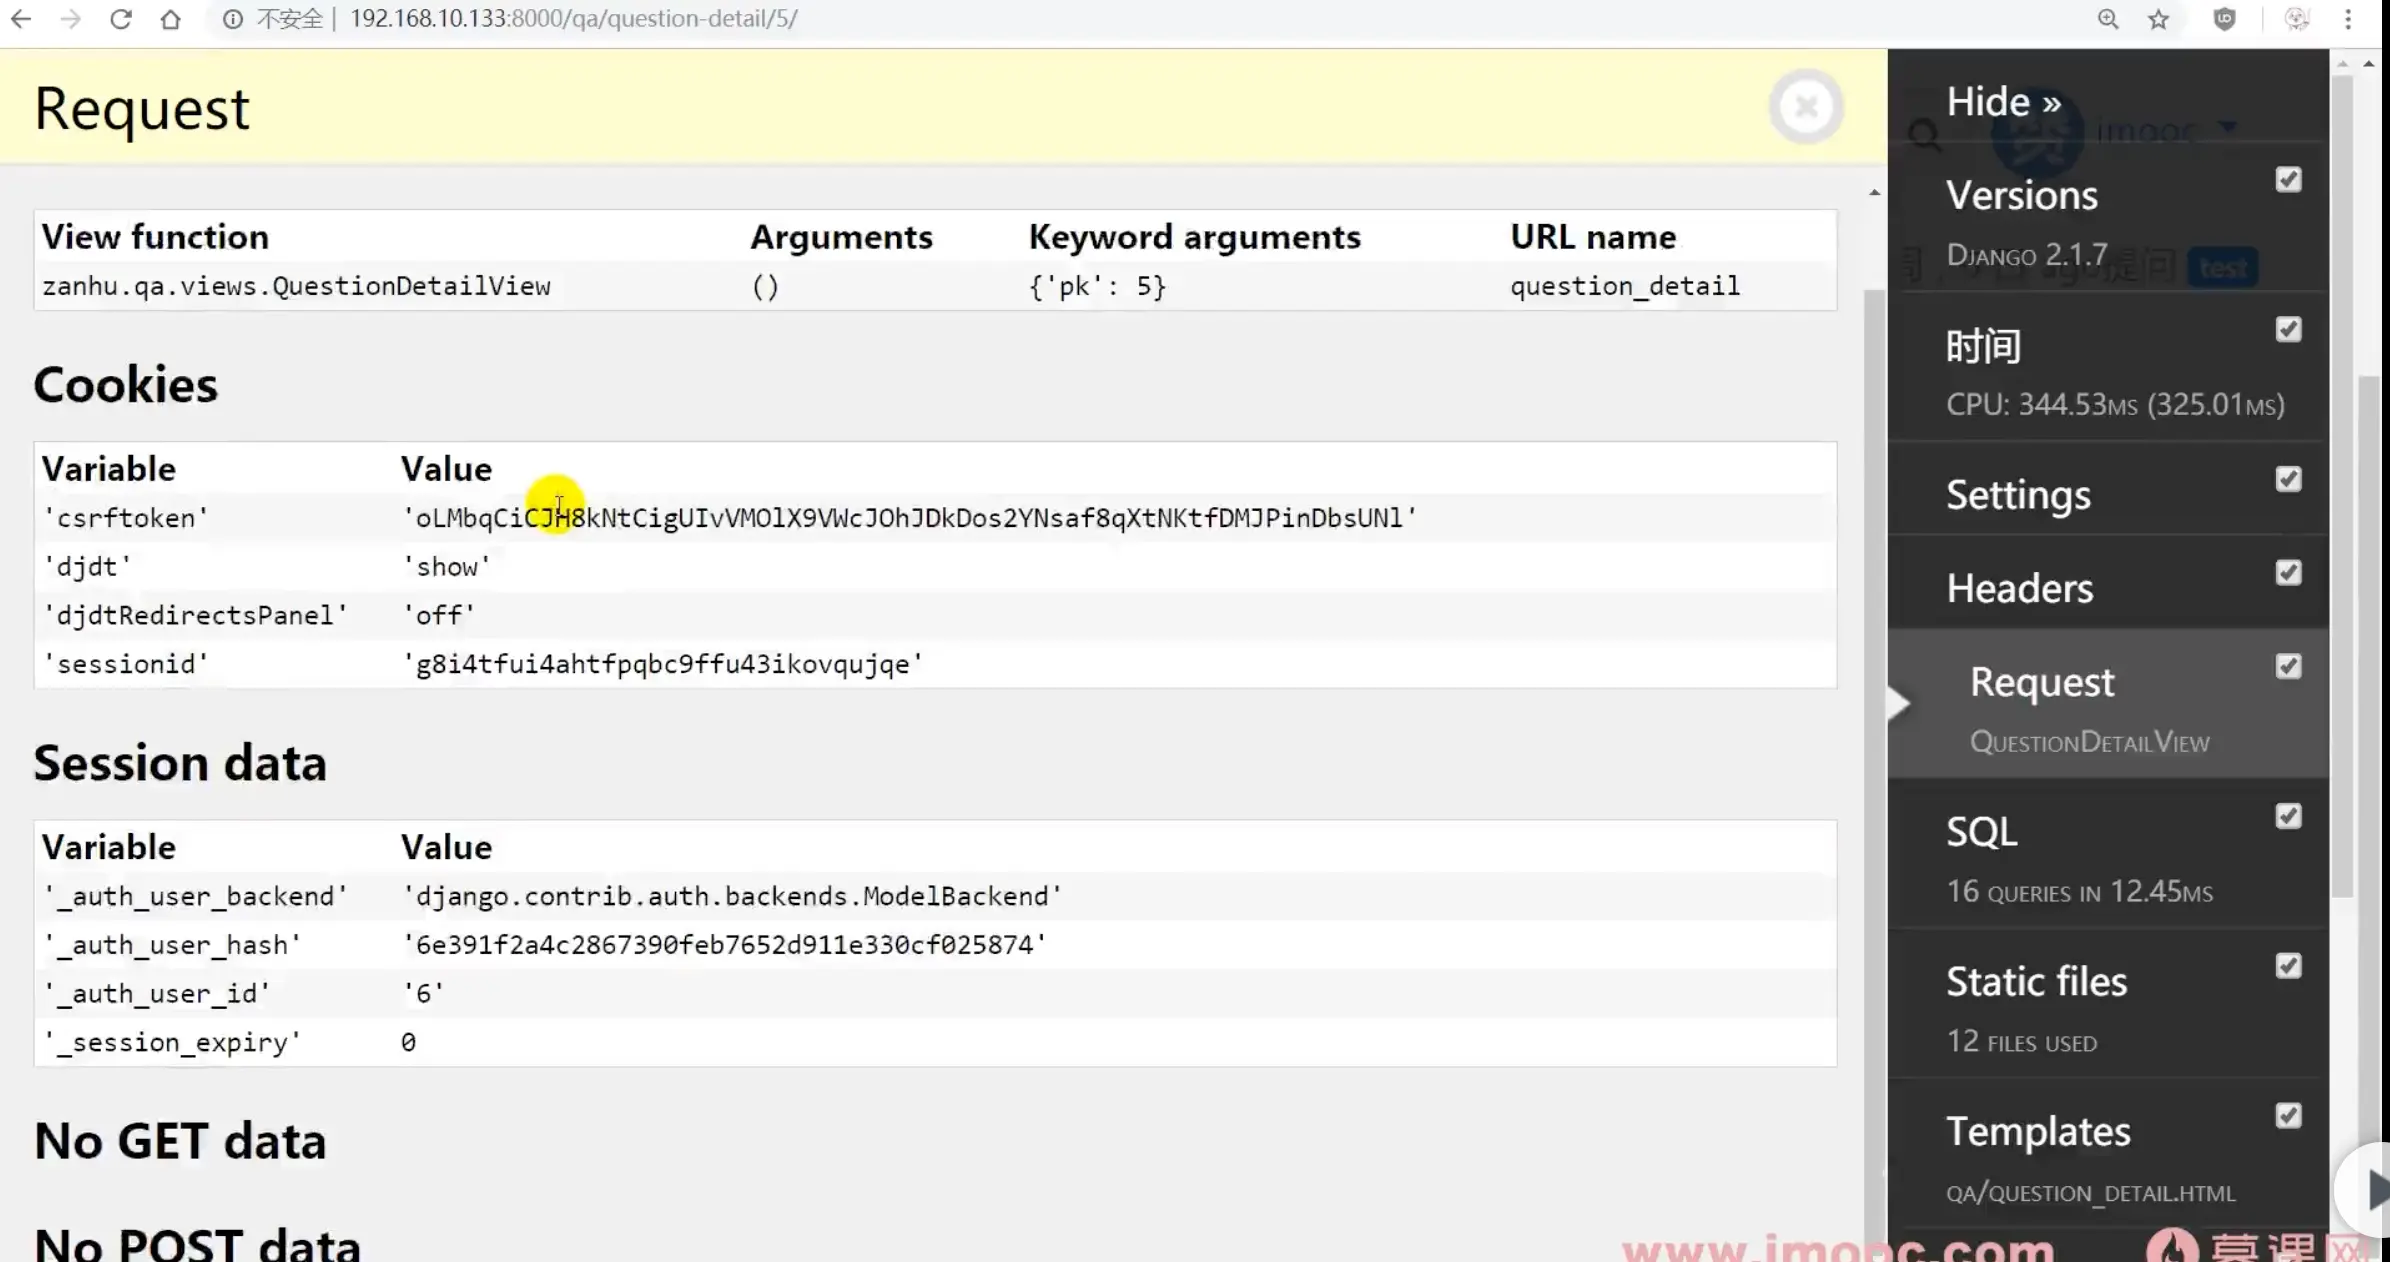 不安全 | 192.168.10.133:8000/qa/question-detail/5/
Request
View function Arguments Keyword arguments URL name
zanhu.qa.views.QuestionDetailView () {'pk': 5} question_detail
Cookies
Variable Value
'csrftoken' 'oLMbqCiCJH8kNtCigUIvVMOlX9VWcJOhJDkDos2YNsaf8qXtNKtfDMJPinDbsUNl'
'djdt' 'show'
'djdtRedirectsPanel' 'off'
'sessionid' 'g8i4tfui4ahtfpqbc9ffu43ikovqujqe'
Session data
Variable Value
'_auth_user_backend' 'django.contrib.auth.backends.ModelBackend'
'_auth_user_hash' '6e391f2a4c2867390feb7652d911e330cf025874'
'_auth_user_id' '6'
'_session_expiry' 0
No GET data
No POST data
Hide »
imooc
Versions
DJANGO 2.1.7
test
时间
CPU: 344.53MS (325.01MS)
Settings
Headers
Request
QUESTIONDETAILVIEW
SQL
16 QUERIES IN 12.45MS
Static files
12 FILES USED
Templates
QA/QUESTION_DETAIL.HTML
www.imooc.com 慕课网